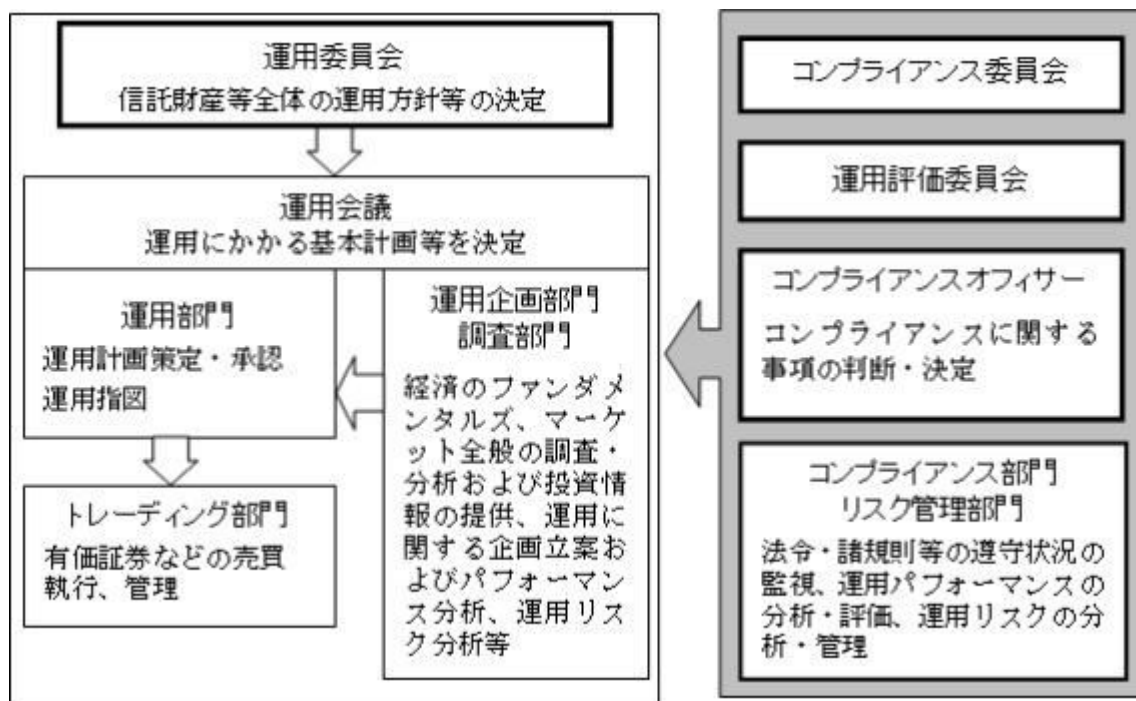 運用委員会
信託財産等全体の運用方針等の決定
運用会議
運用にかかる基本計画等を決定
運用部門
運用計画策定・承認
運用指図
トレーディング部門
有価証券などの売買
執行、管理
運用企画部門
調査部門
経済のファンダメ
ンタルズ、マーケ
ット全般の調査・
分析および投資情
報の提供、運用に
関する企画立案お
よびパフォーマン
ス分析、運用リス
ク分析等
コンプライアンス委員会
運用評価委員会
コンプライアンスオフィサー
コンプライアンスに関する
事項の判断・決定
コンプライアンス部門
リスク管理部門
法令・諸規則等の遵守状況の
監視、運用パフォーマンスの
分析・評価、運用リスクの分
析・管理